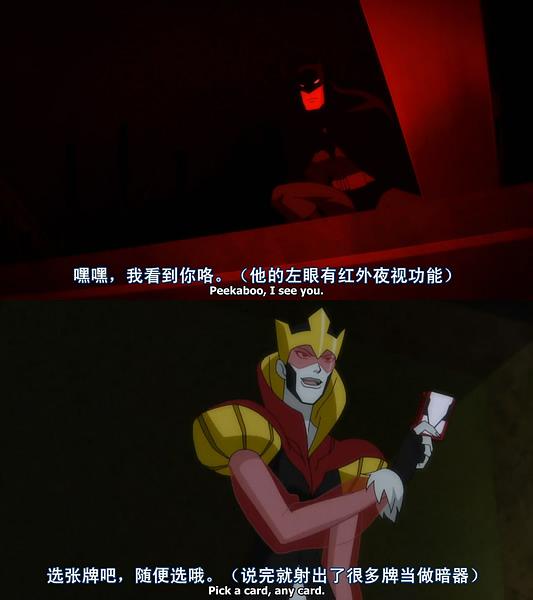 嘿嘿，我看到你咯。（他的左眼有红外夜视功能）
Peekaboo, I see you.
选张牌吧，随便选哦。（说完就射出了很多牌当做暗器）
Pick a card, any card.